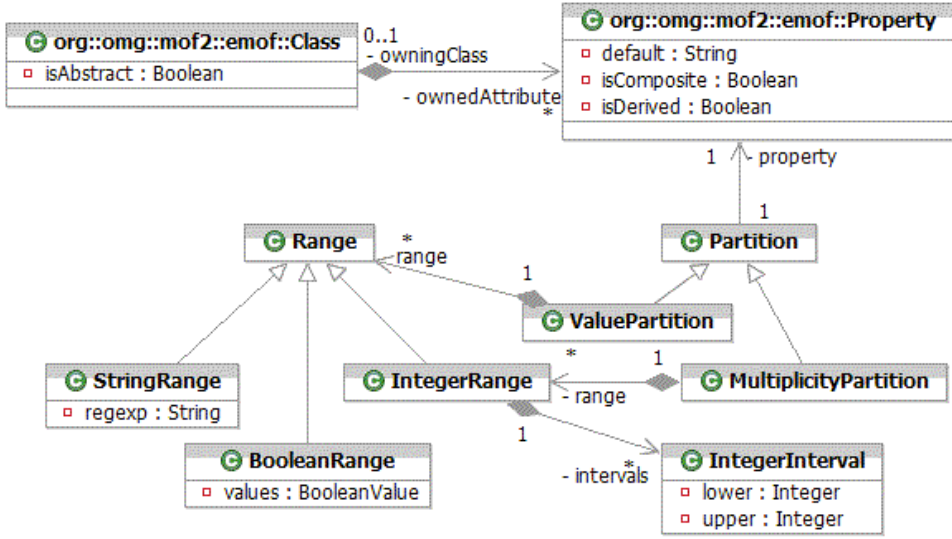 org::omg::mof2::emof::Class
isAbstract : Boolean
0..1
- owningClass
- ownedAttribute
*
org::omg::mof2::emof::Property
default : String
isComposite : Boolean
isDerived : Boolean
1
- property
1
Range
*
range
Partition
1
ValuePartition
StringRange
regexp : String
IntegerRange
*
1
- range
MultiplicityPartition
1
BooleanRange
values : BooleanValue
*
- intervals
IntegerInterval
lower : Integer
upper : Integer